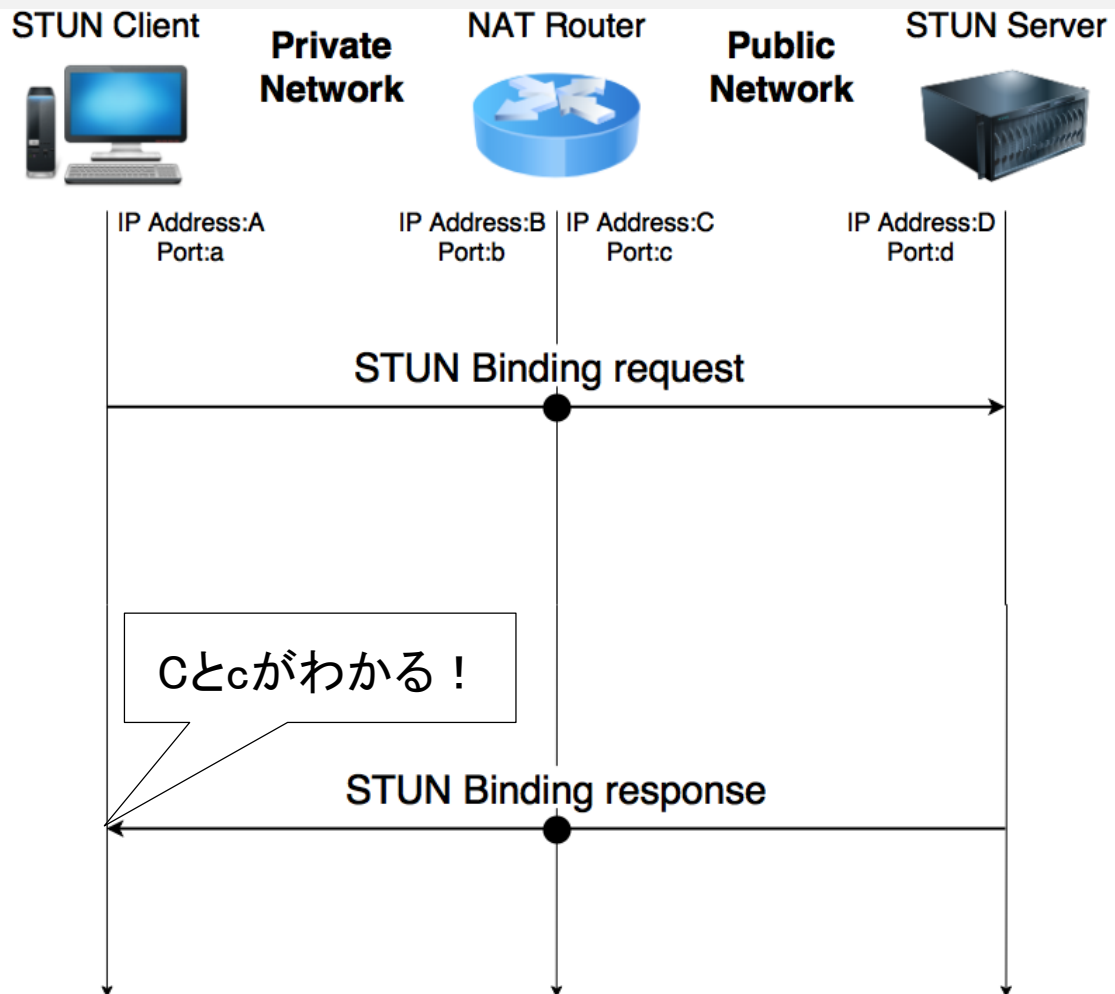 STUN Client
Private
Network
NAT Router
Public
Network
STUN Server
IP Address:A
Port:a
IP Address:B
Port:b
IP Address:C
Port:c
IP Address:D
Port:d
STUN Binding request
Cとcがわかる！
STUN Binding response